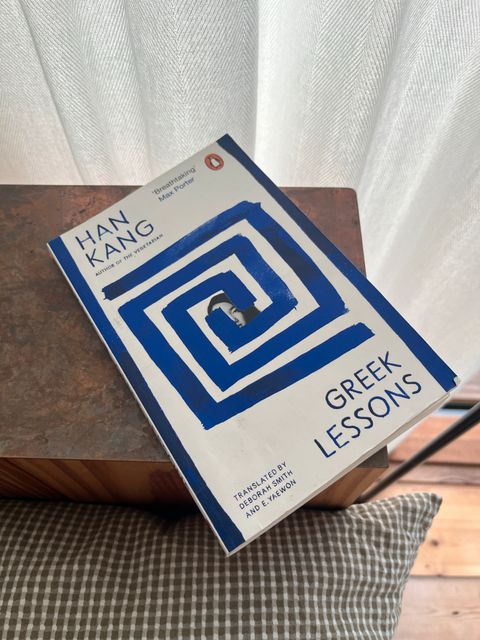 'Breathtaking'
Max Porter
HAN
KANG
AUTHOR OF THE VEGETARIAN
GREEK
LESSONS
TRANSLATED BY
DEBORAH SMITH
AND E. YAEWON